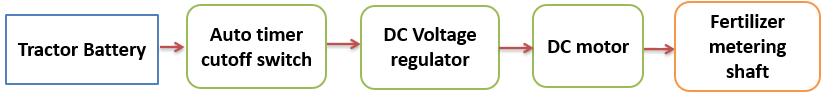 Tractor Battery
Auto timer
cutoff switch
DC Voltage
regulator
DC motor
Fertilizer
metering
shaft